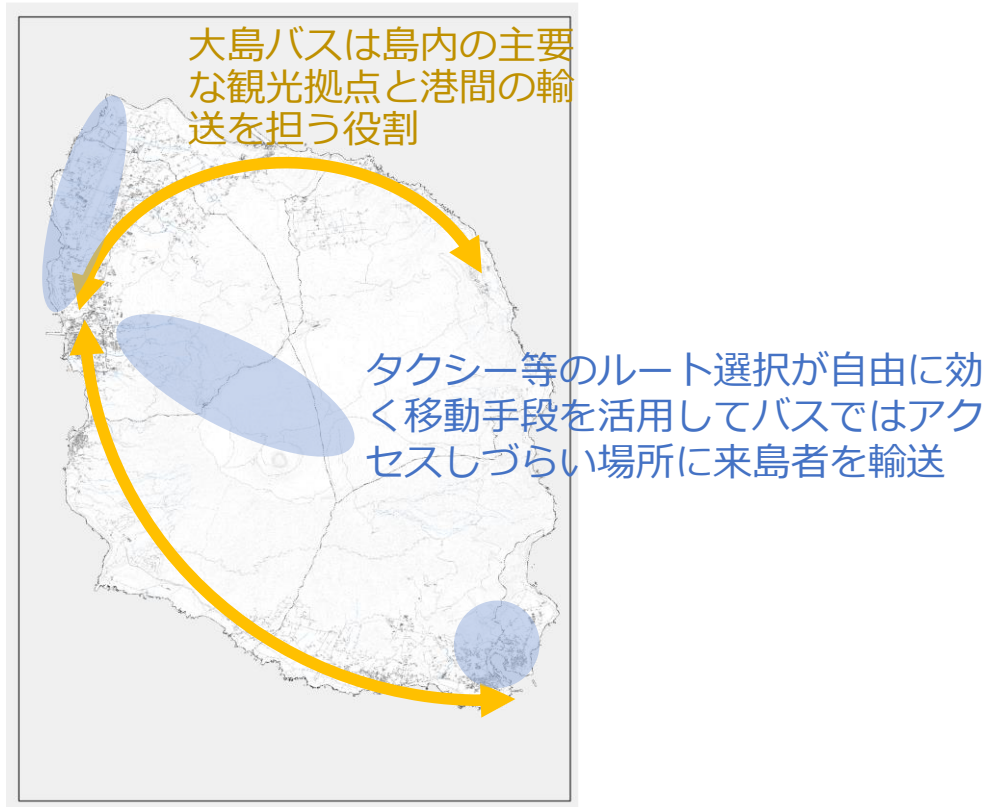 大島バスは島内の主要
な観光拠点と港間の輸
送を担う役割
タクシー等のルート選択が自由に効
く移動手段を活用してバスではアク
セスしづらい場所に来島者を輸送